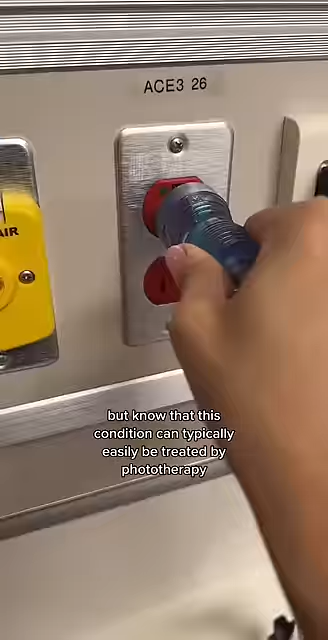 ACE3 26
AIR
but know that this
condition can typically
easily be treated by
phototherapy